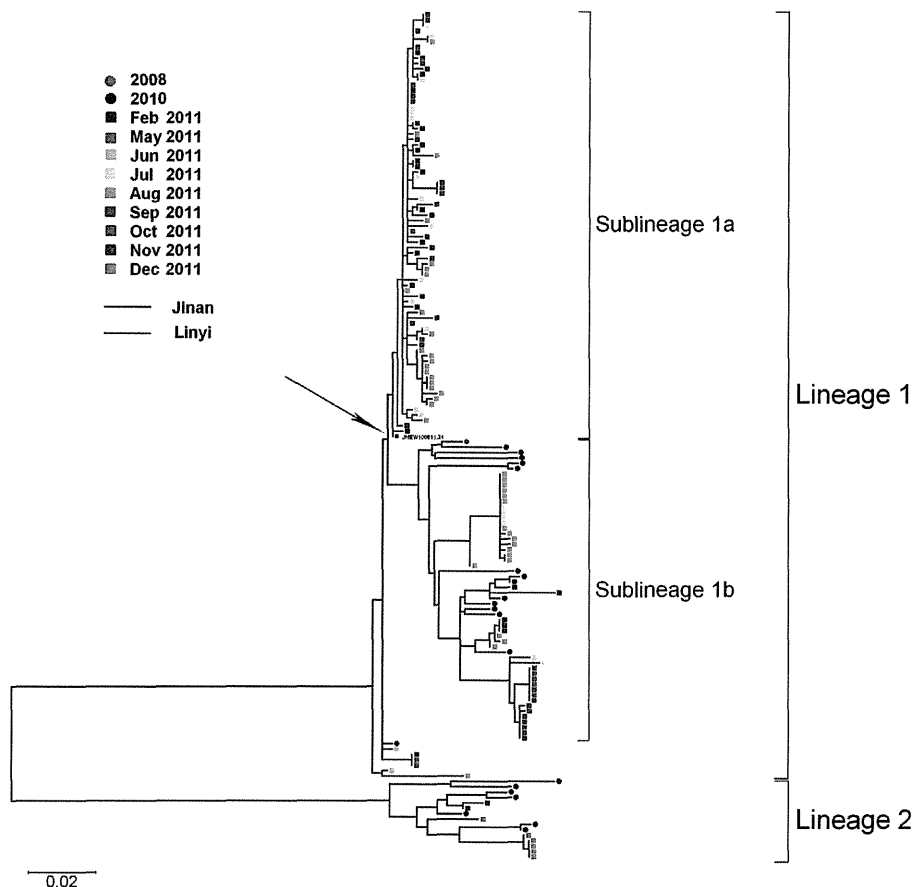 2008
2010
Feb 2011
May 2011
Jun 2011
Jul 2011
Aug 2011
Sep 2011
Oct 2011
Nov 2011
Dec 2011
Jinan
Linyi
Sublineage 1a
Lineage 1
Sublineage 1b
Lineage 2
0.02